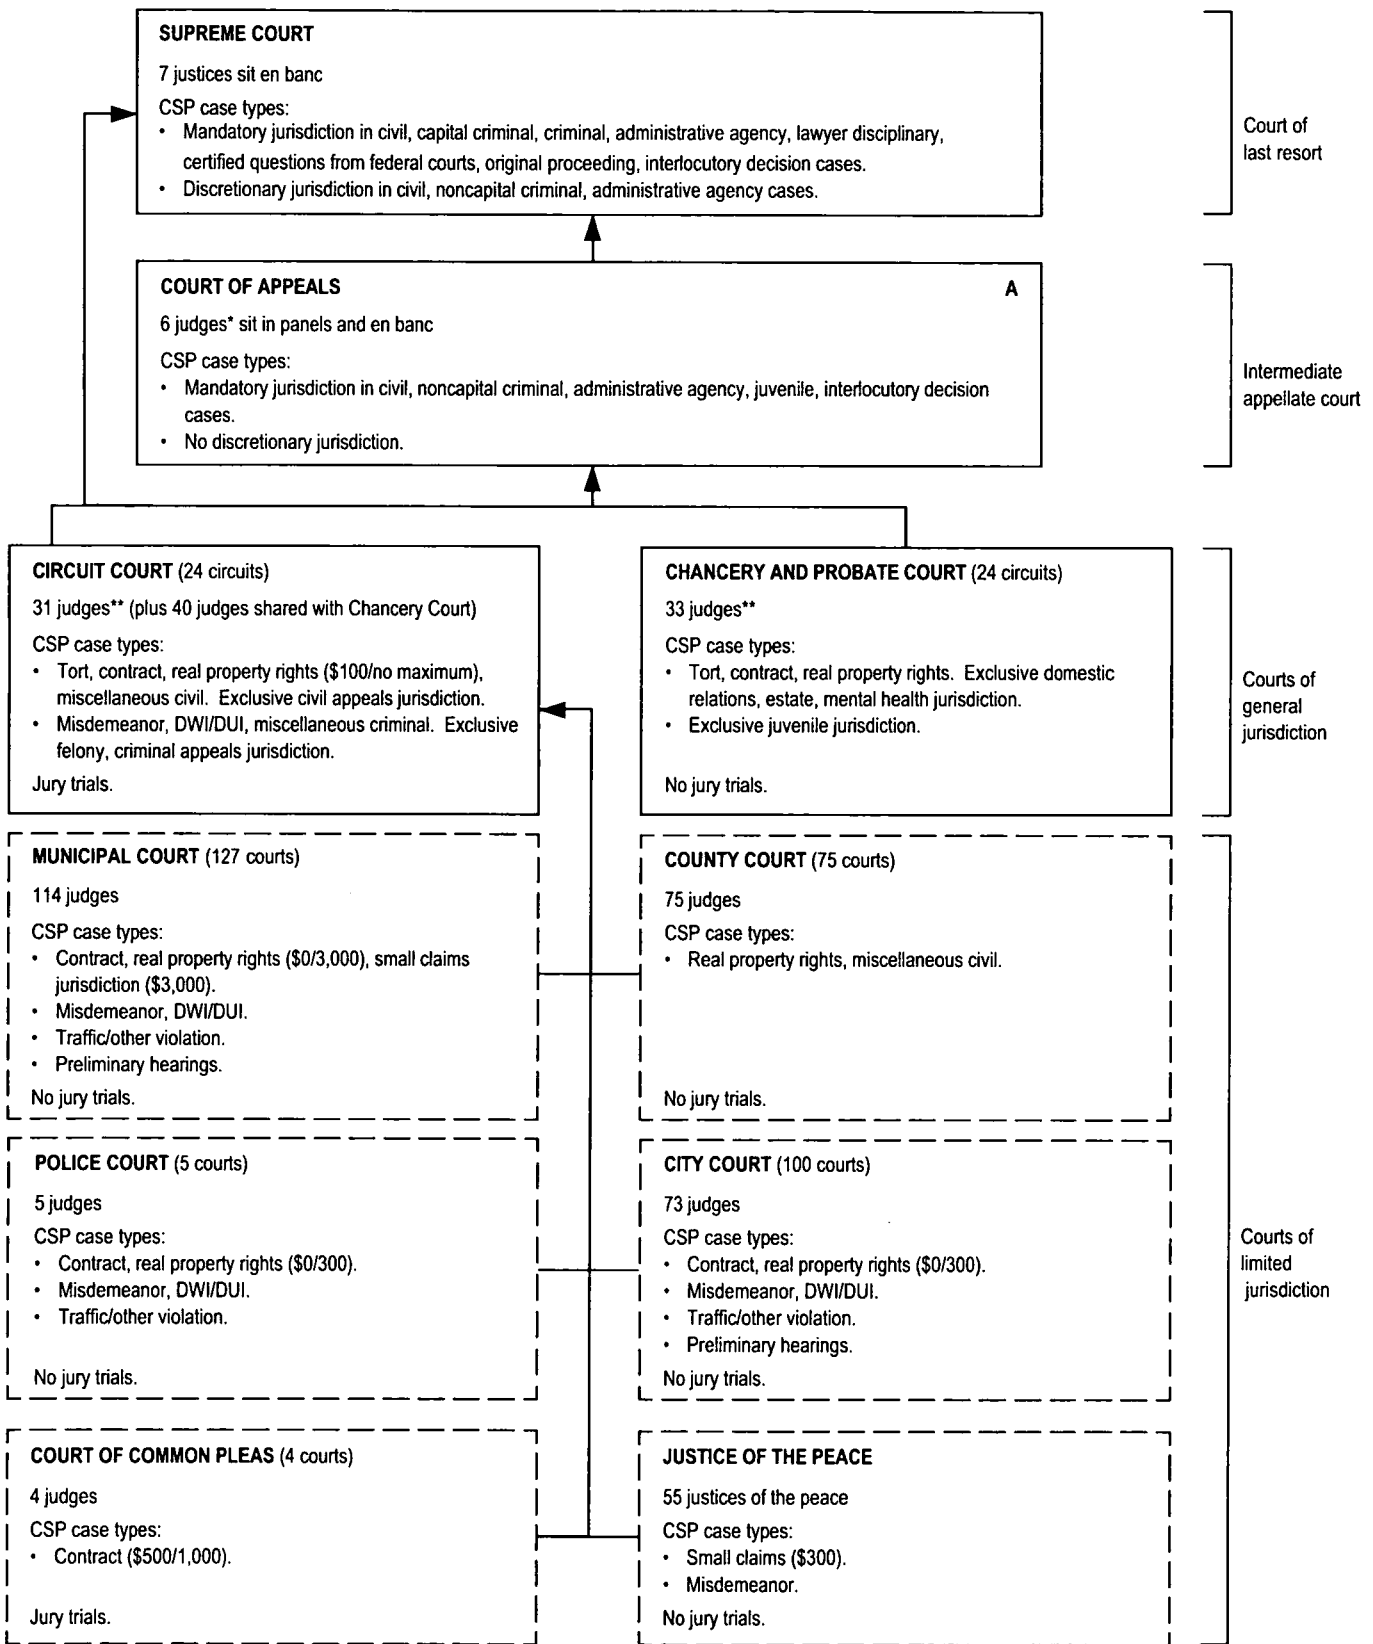 SUPREME COURT
7 justices sit en banc
CSP case types:
• Mandatory jurisdiction in civil, capital criminal, criminal, administrative agency, lawyer disciplinary,
certified questions from federal courts, original proceeding, interlocutory decision cases.
• Discretionary jurisdiction in civil, noncapital criminal, administrative agency cases.
Court of
last resort
COURT OF APPEALS
A
6 judges* sit in panels and en banc
CSP case types:
• Mandatory jurisdiction in civil, noncapital criminal, administrative agency, juvenile, interlocutory decision
cases.
• No discretionary jurisdiction.
Intermediate
appellate court
CIRCUIT COURT (24 circuits)
31 judges** (plus 40 judges shared with Chancery Court)
CSP case types:
• Tort, contract, real property rights ($100/no maximum),
miscellaneous civil. Exclusive civil appeals jurisdiction.
• Misdemeanor, DWI/DUI, miscellaneous criminal. Exclusive
felony, criminal appeals jurisdiction.
Jury trials.
CHANCERY AND PROBATE COURT (24 circuits)
33 judges**
CSP case types:
• Tort, contract, real property rights. Exclusive domestic
relations, estate, mental health jurisdiction.
• Exclusive juvenile jurisdiction.
No jury trials.
Courts of
general
jurisdiction
MUNICIPAL COURT (127 courts)
114 judges
CSP case types:
• Contract, real property rights ($0/3,000), small claims
jurisdiction ($3,000).
• Misdemeanor, DWI/DUI.
• Traffic/other violation.
• Preliminary hearings.
No jury trials.
COUNTY COURT (75 courts)
75 judges
CSP case types:
• Real property rights, miscellaneous civil.
No jury trials.
POLICE COURT (5 courts)
5 judges
CSP case types:
• Contract, real property rights ($0/300).
• Misdemeanor, DWI/DUI.
• Traffic/other violation.
No jury trials.
CITY COURT (100 courts)
73 judges
CSP case types:
• Contract, real property rights ($0/300).
• Misdemeanor, DWI/DUI.
• Traffic/other violation.
• Preliminary hearings.
No jury trials.
Courts of
limited
jurisdiction
COURT OF COMMON PLEAS (4 courts)
4 judges
CSP case types:
• Contract ($500/1,000).
Jury trials.
JUSTICE OF THE PEACE
55 justices of the peace
CSP case types:
• Small claims ($300).
• Misdemeanor.
No jury trials.